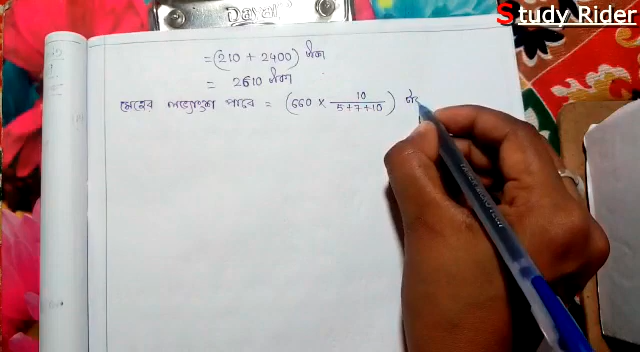 Study Rider
= (210 + 2400) টাকা
= 2610 টাকা
মেহের লভ্যাংশ পাবে = (660 × 10/(5+7+10))